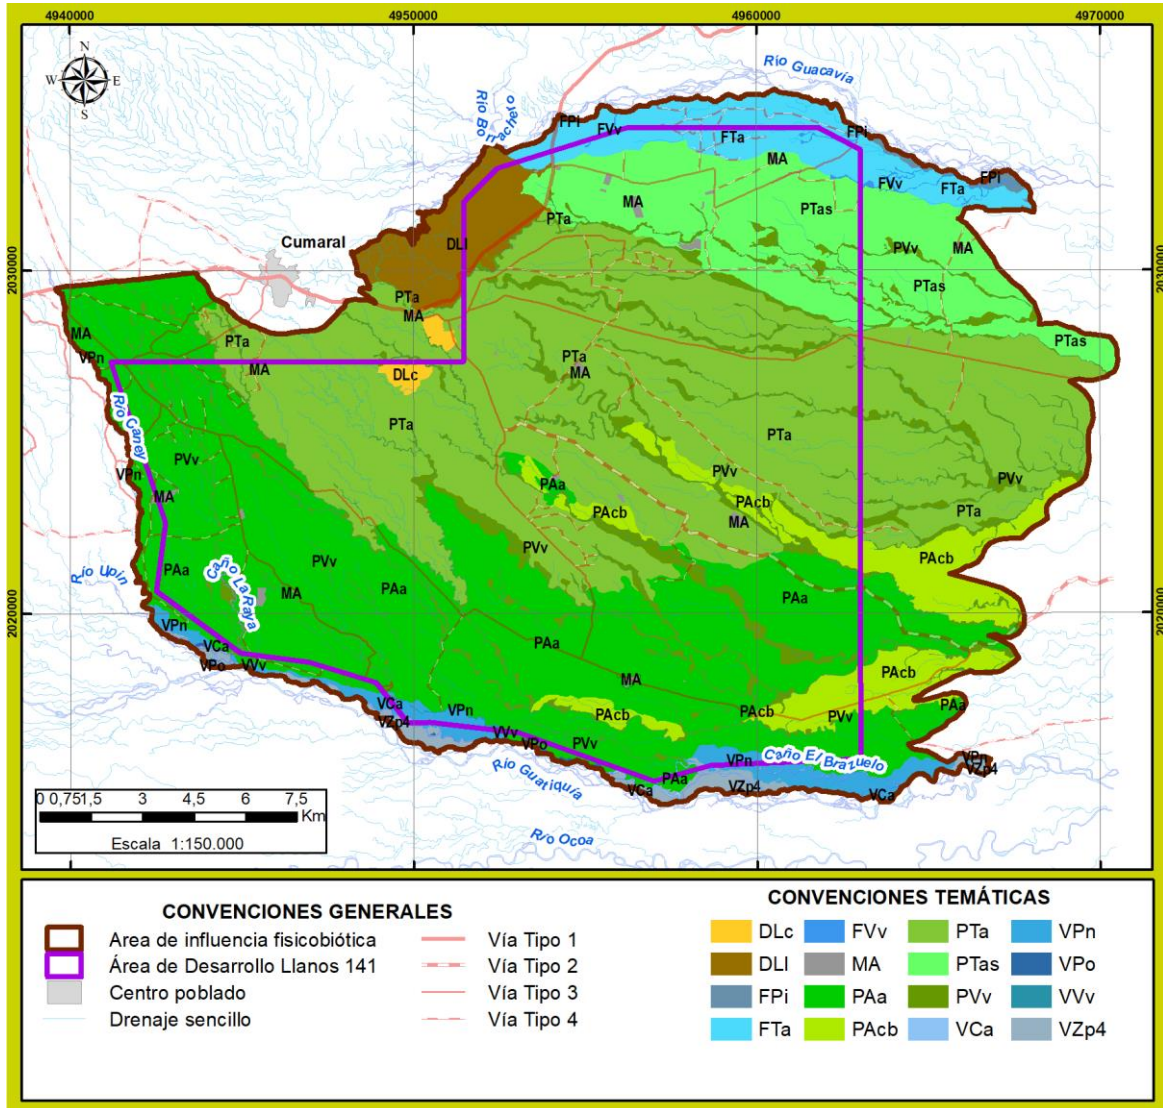 4940000 4950000 4960000 4970000
N
W E
S
Río Guacavía
Río Borrachero
FPi
FVv
FPi
FTa
MA
FPi
FVv
FTa
MA
PTas
PTa
Cumaral
DLI
PVv
MA
2030000 2030000
PTas
PTa
MA
MA
PTa
PTas
VPn
MA
PTa
MA
DLc
Río Caney
PTa
PTa
PVv
PVv
VPn
PAa
PVv
MA
PAcb
PAcb
PTa
MA
PVv
PVv
PAcb
Río Upín
PAa
Caño La Raya
MA
PAa
PAa
2020000 2020000
VPn
VCa
PAa
VPo
VVv
MA
PAcb
VCa
VPn
PAcb
PAcb
PVv
PAa
VZp4
VVv
VPo
PVv
VPn
Caño El Brazuelo
VPn
VZp4
Río Guatiquía
PAa
VCa
VZp4
VCa
Río Ocoa
0 0,751,5 3 4,5 6 7,5
Km
Escala 1:150.000
CONVENCIONES GENERALES
Area de influencia fisicobiótica
Área de Desarrollo Llanos 141
Centro poblado
Drenaje sencillo
Vía Tipo 1
Vía Tipo 2
Vía Tipo 3
Vía Tipo 4
CONVENCIONES TEMÁTICAS
DLc FVv PTa VPn
DLI MA PTas VPo
FPi PAa PVv VVv
FTa PAcb VCa VZp4